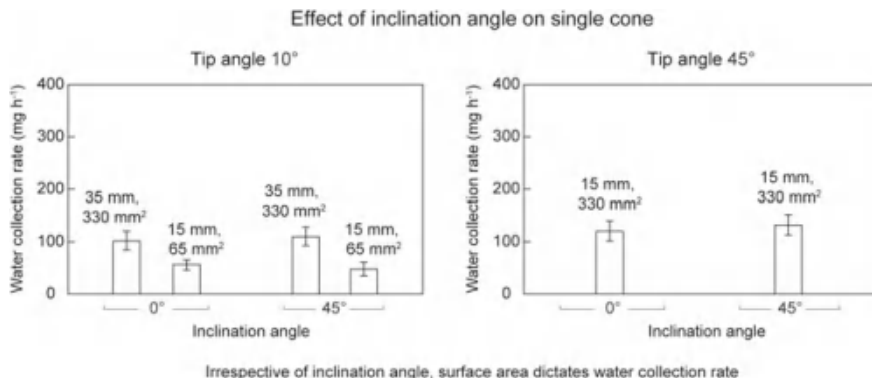 Effect of inclination angle on single cone
Tip angle 10°
Water collection rate (mg h⁻¹)
400
300
200
100
0
35 mm,
330 mm²
15 mm,
65 mm²
35 mm,
330 mm²
15 mm,
65 mm²
0°
45°
Inclination angle
Tip angle 45°
Water collection rate (mg h⁻¹)
400
300
200
100
0
15 mm,
330 mm²
15 mm,
330 mm²
0°
45°
Inclination angle
Irrespective of inclination angle, surface area dictates water collection rate